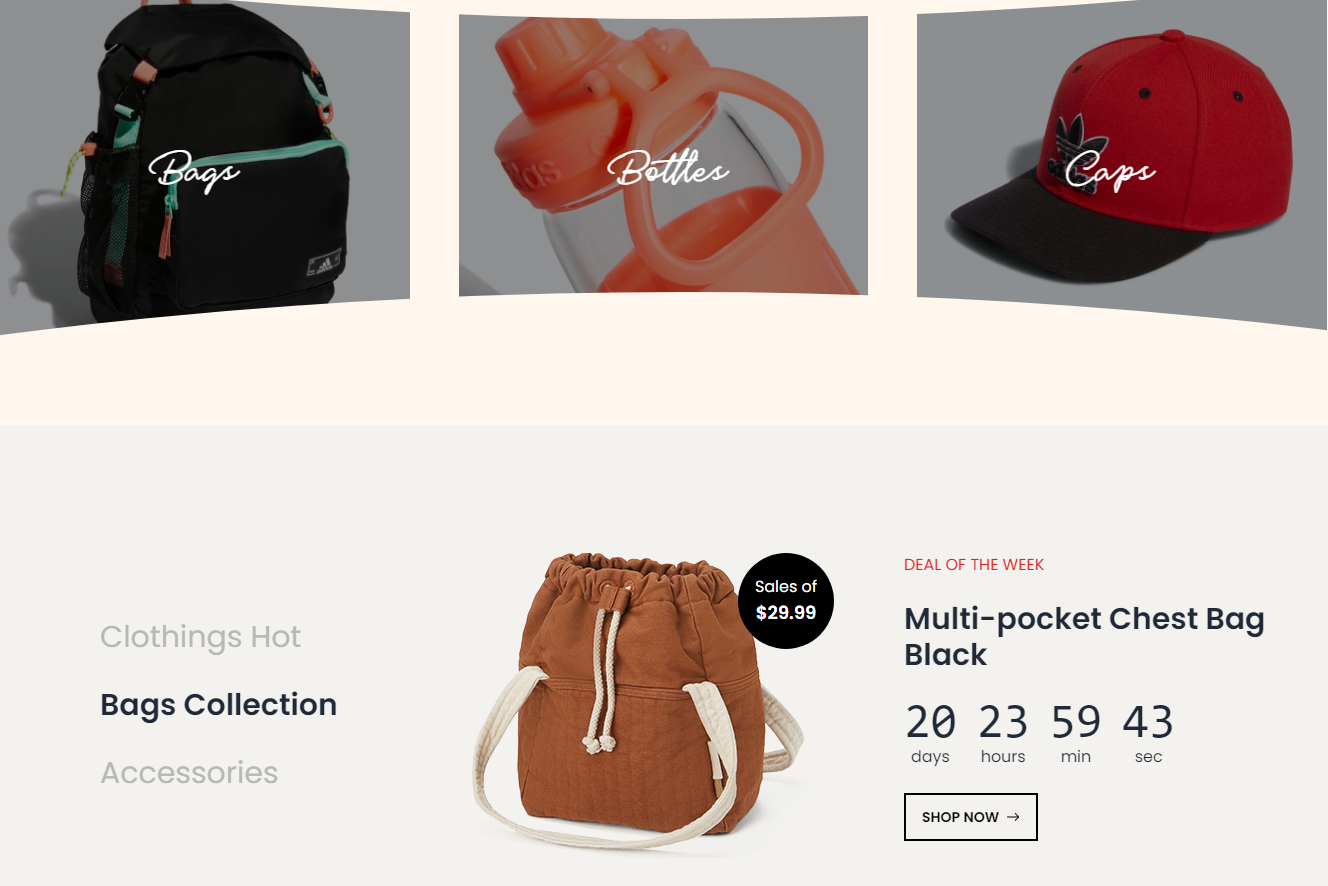 Bags
Bottles
Caps
Clothings Hot
Bags Collection
Accessories
Sales of
$29.99
DEAL OF THE WEEK
Multi-pocket Chest Bag
Black
20 23 59 43
days hours min sec
SHOP NOW →